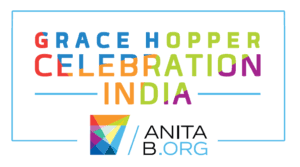 GRACE HOPPER
CELEBRATION
INDIA
ANITA
B.ORG